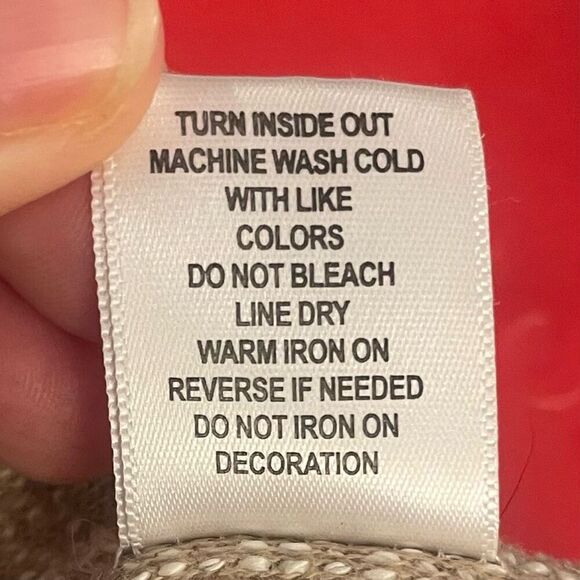 TURN INSIDE OUT
MACHINE WASH COLD
WITH LIKE
COLORS
DO NOT BLEACH
LINE DRY
WARM IRON ON
REVERSE IF NEEDED
DO NOT IRON ON
DECORATION